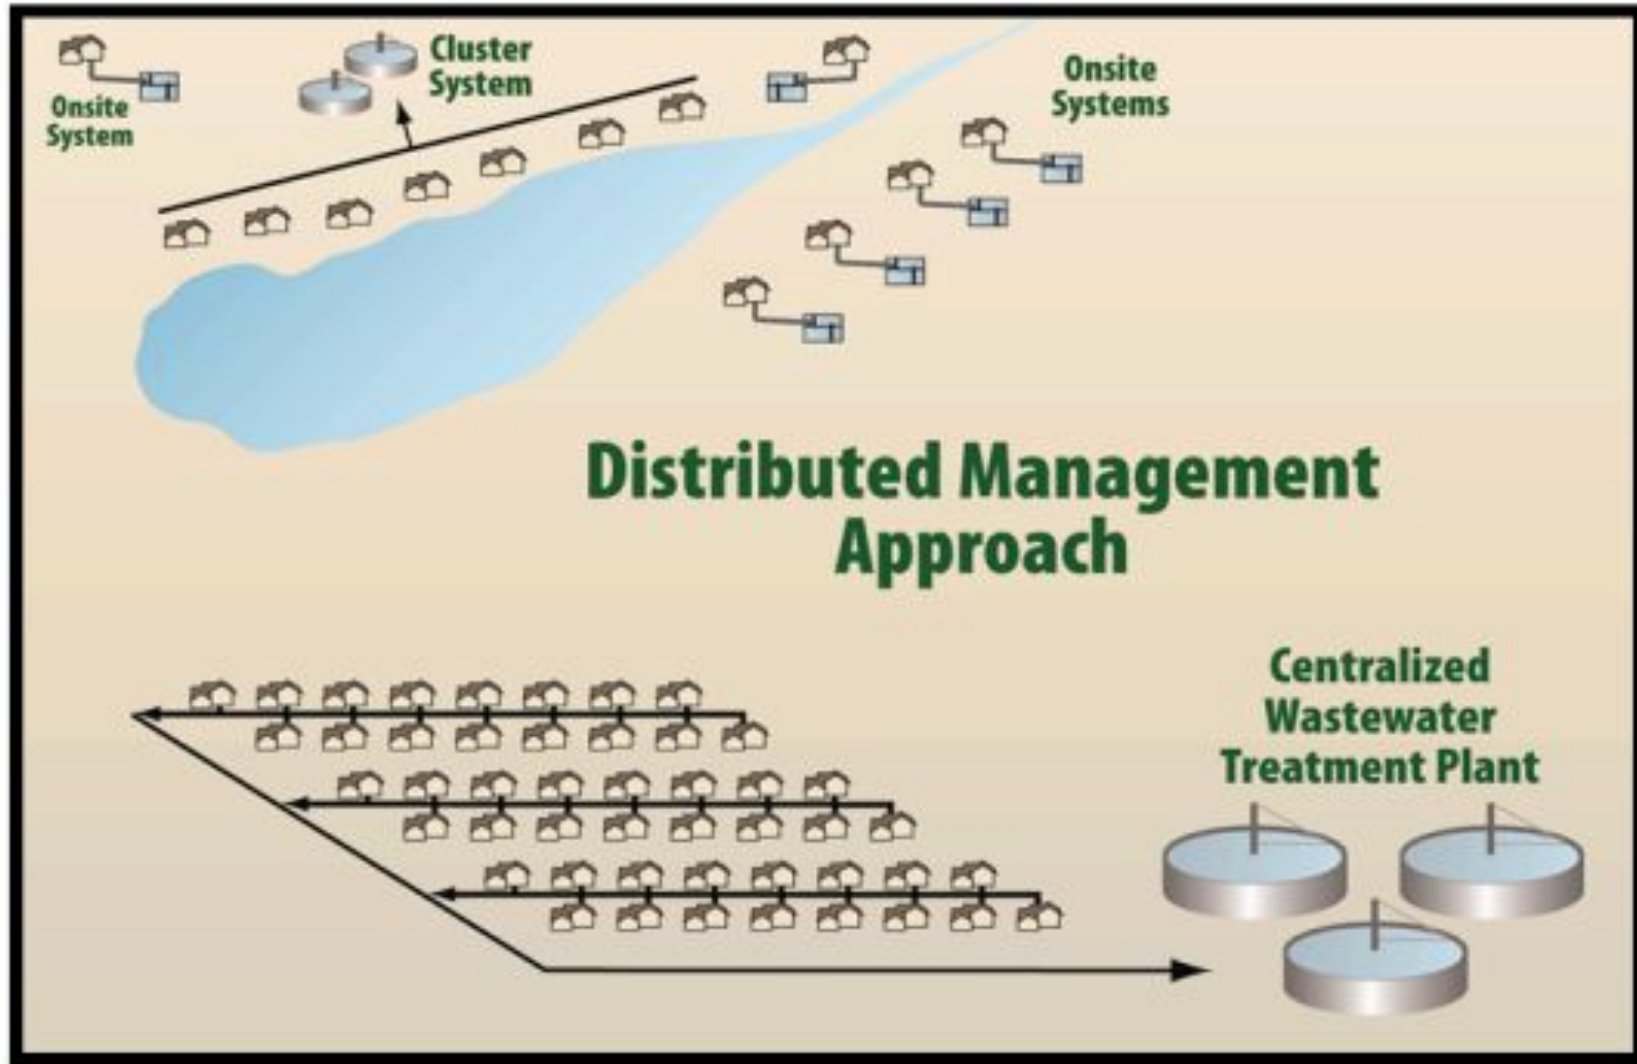 Onsite
System
Cluster
System
Onsite
Systems
Distributed Management
Approach
Centralized
Wastewater
Treatment Plant